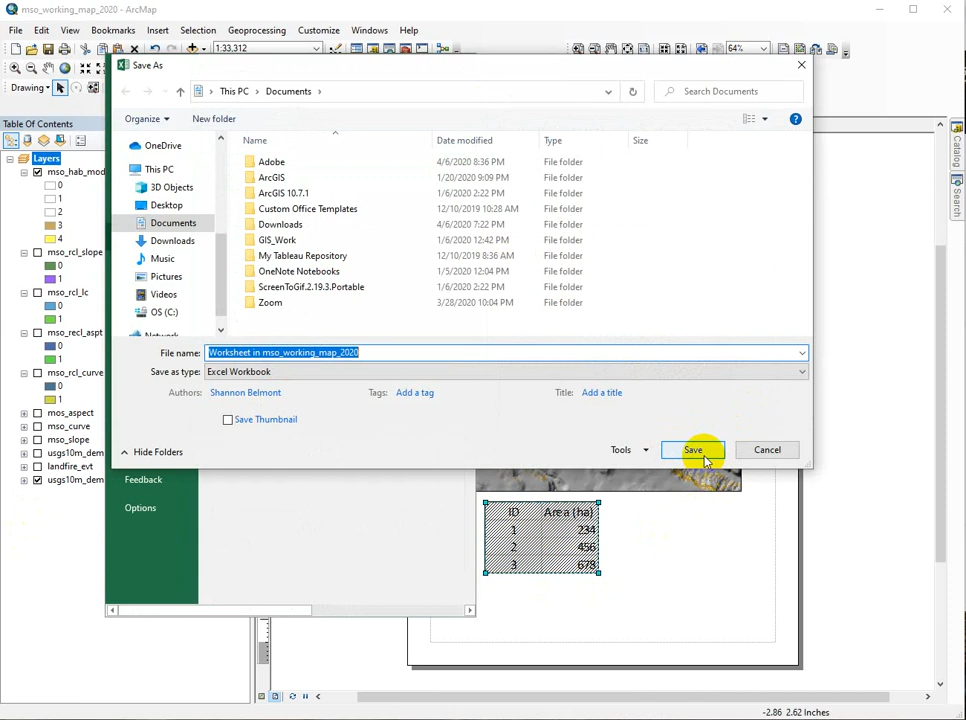 mso_working_map_2020 - ArcMap
File Edit View Bookmarks Insert Selection Geoprocessing Customize Windows Help
1:33,312
64%
Drawing
Save As
This PC > Documents >
Search Documents
Organize New folder
Table Of Contents
Layers
mso_hab_mod
0
1
2
3
4
mso_rcl_slope
0
1
mso_rcl_lc
0
1
mso_recl_aspt
0
1
mso_rcl_curve
0
1
mos_aspect
mso_curve
mso_slope
usgs10m_dem
landfire_evt
usgs10m_dem
OneDrive
This PC
3D Objects
Desktop
Documents
Downloads
Music
Pictures
Videos
OS (C:)
Network
Name Date modified Type Size
Adobe 4/6/2020 8:36 PM File folder
ArcGIS 1/20/2020 9:09 PM File folder
ArcGIS 10.7.1 1/6/2020 2:22 PM File folder
Custom Office Templates 12/10/2019 10:28 AM File folder
Downloads 4/6/2020 7:22 PM File folder
GIS_Work 1/6/2020 12:42 PM File folder
My Tableau Repository 12/10/2019 8:36 AM File folder
OneNote Notebooks 1/5/2020 12:04 PM File folder
ScreenToGif.2.19.3.Portable 1/6/2020 2:22 PM File folder
Zoom 3/28/2020 10:04 PM File folder
File name: Worksheet in mso_working_map_2020
Save as type: Excel Workbook
Authors: Shannon Belmont Tags: Add a tag Title: Add a title
Save Thumbnail
Hide Folders Tools Save Cancel
Feedback
Options
ID Area (ha)
1 234
2 456
3 678
Catalog
Search
-2.86 2.62 Inches